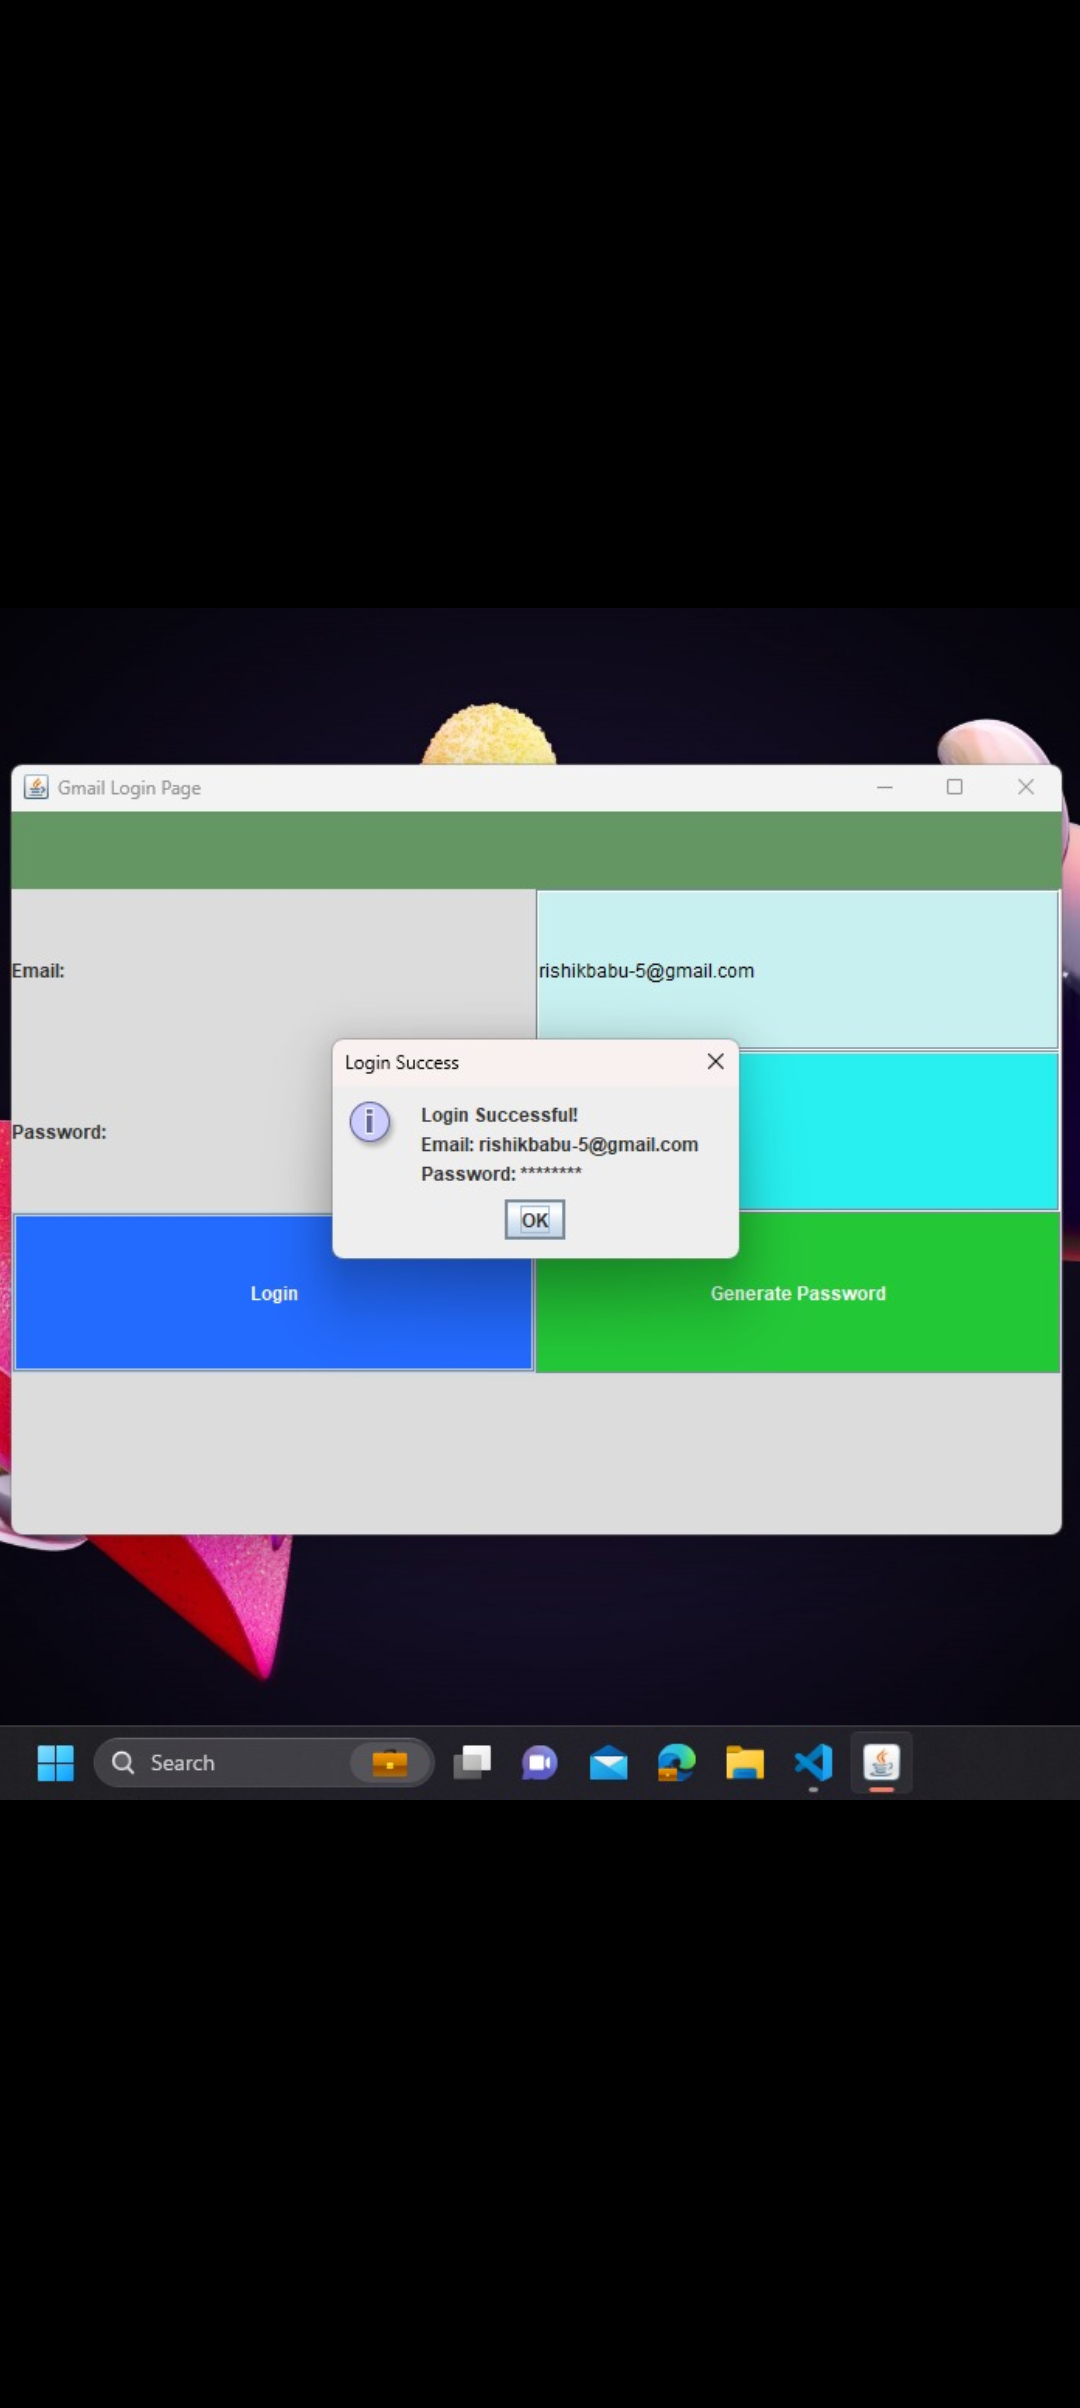 Gmail Login Page
Email:
rishikbabu-5@gmail.com
Login Success
Login Successful!
Email: rishikbabu-5@gmail.com
Password: ********
OK
Password:
Login
Generate Password
Search